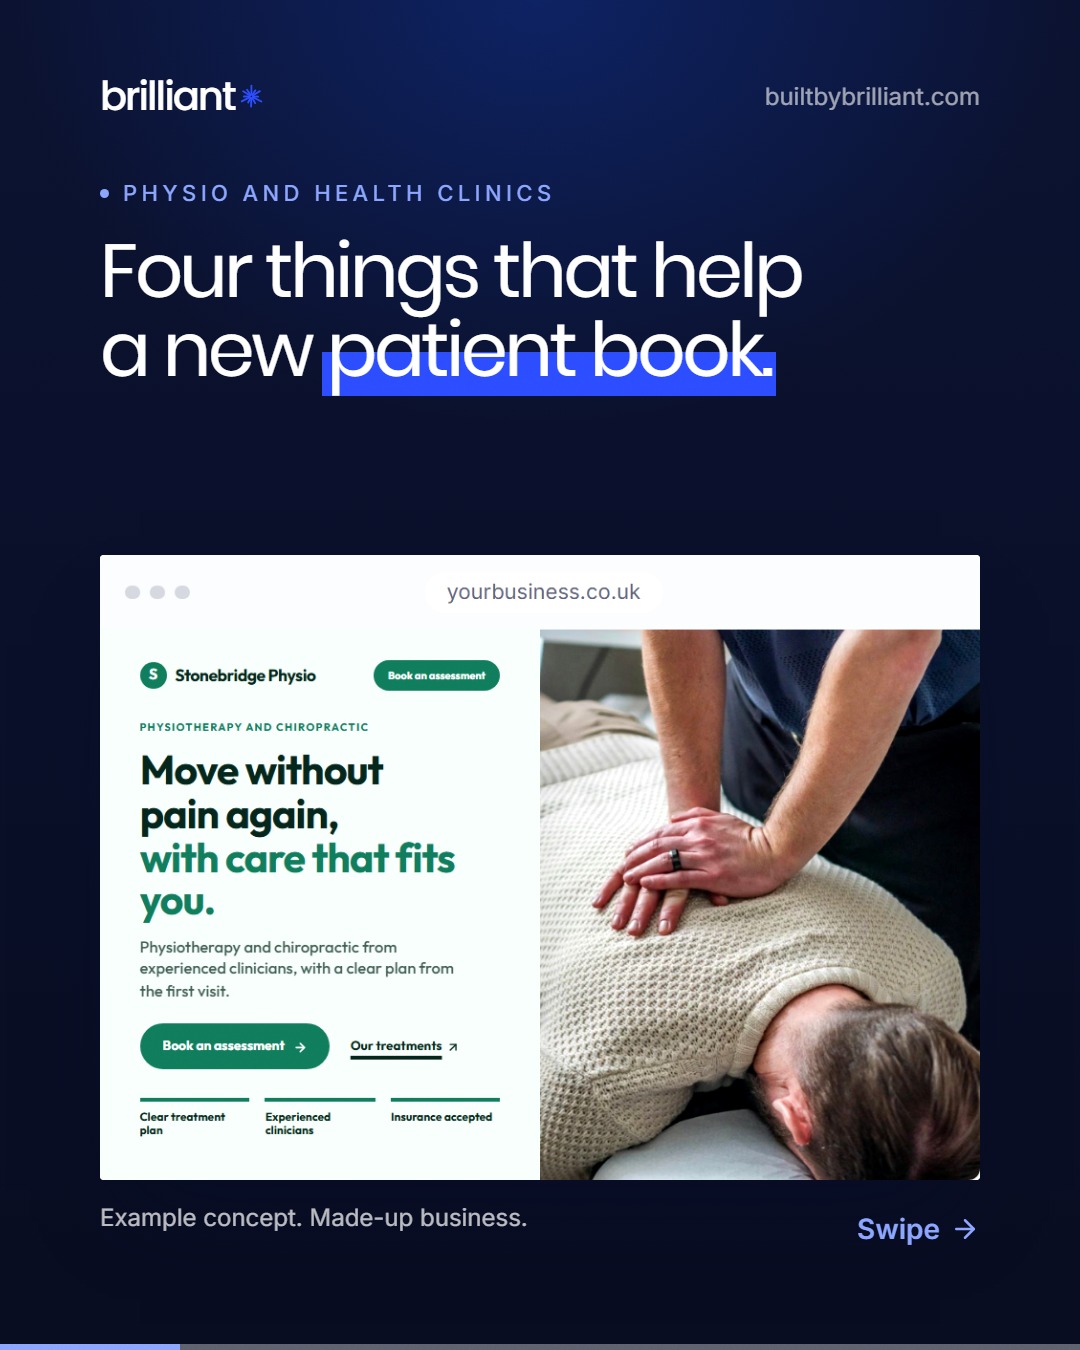 brilliant
builtbybrilliant.com
PHYSIO AND HEALTH CLINICS
Four things that help
a new patient book.
yourbusiness.co.uk
S Stonebridge Physio
Book an assessment
PHYSIOTHERAPY AND CHIROPRACTIC
Move without
pain again,
with care that fits
you.
Physiotherapy and chiropractic from
experienced clinicians, with a clear plan from
the first visit.
Book an assessment →
Our treatments ↗
Clear treatment
plan
Experienced
clinicians
Insurance accepted
Example concept. Made-up business.
Swipe →